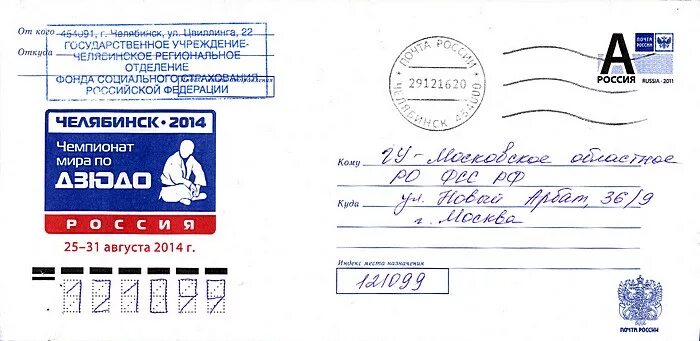 От кого
Откуда
454091, г. Челябинск, ул. Цвиллинга, 22
ГОСУДАРСТВЕННОЕ УЧРЕЖДЕНИЕ-
ЧЕЛЯБИНСКОЕ РЕГИОНАЛЬНОЕ
ОТДЕЛЕНИЕ
ФОНДА СОЦИАЛЬНОГО СТРАХОВАНИЯ
РОССИЙСКОЙ ФЕДЕРАЦИИ
ЧЕЛЯБИНСК • 2014
Чемпионат
мира по
ДЗЮДО
РОССИЯ
25–31 августа 2014 г.
121099
ПОЧТА РОССИИ
29121620
ЧЕЛЯБИНСК 454000
А
РОССИЯ
ПОЧТА
РОССИИ
RUSSIA • 2011
Кому ГУ - Московское областное
РО ФСС РФ
Куда ул. Новый Арбат, 36/9
г. Москва
Индекс места назначения
121099
ПОЧТА РОССИИ